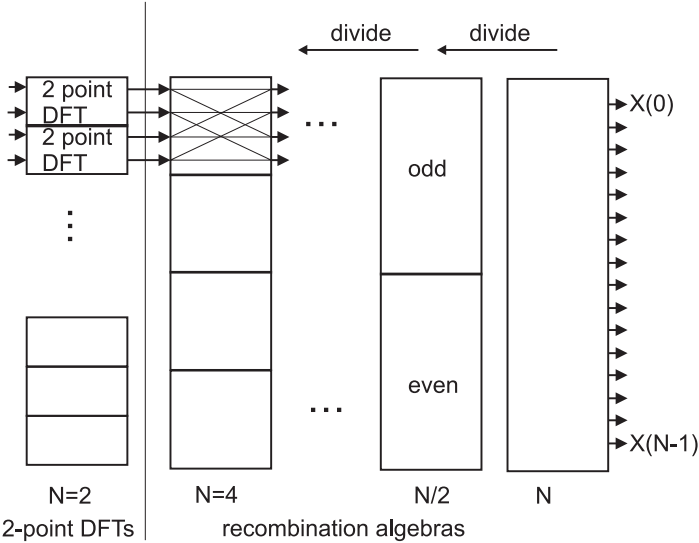 divide
divide
2 point
DFT
2 point
DFT
X(0)
...
odd
...
even
...
X(N-1)
N=2
N=4
N/2
N
2-point DFTs
recombination algebras